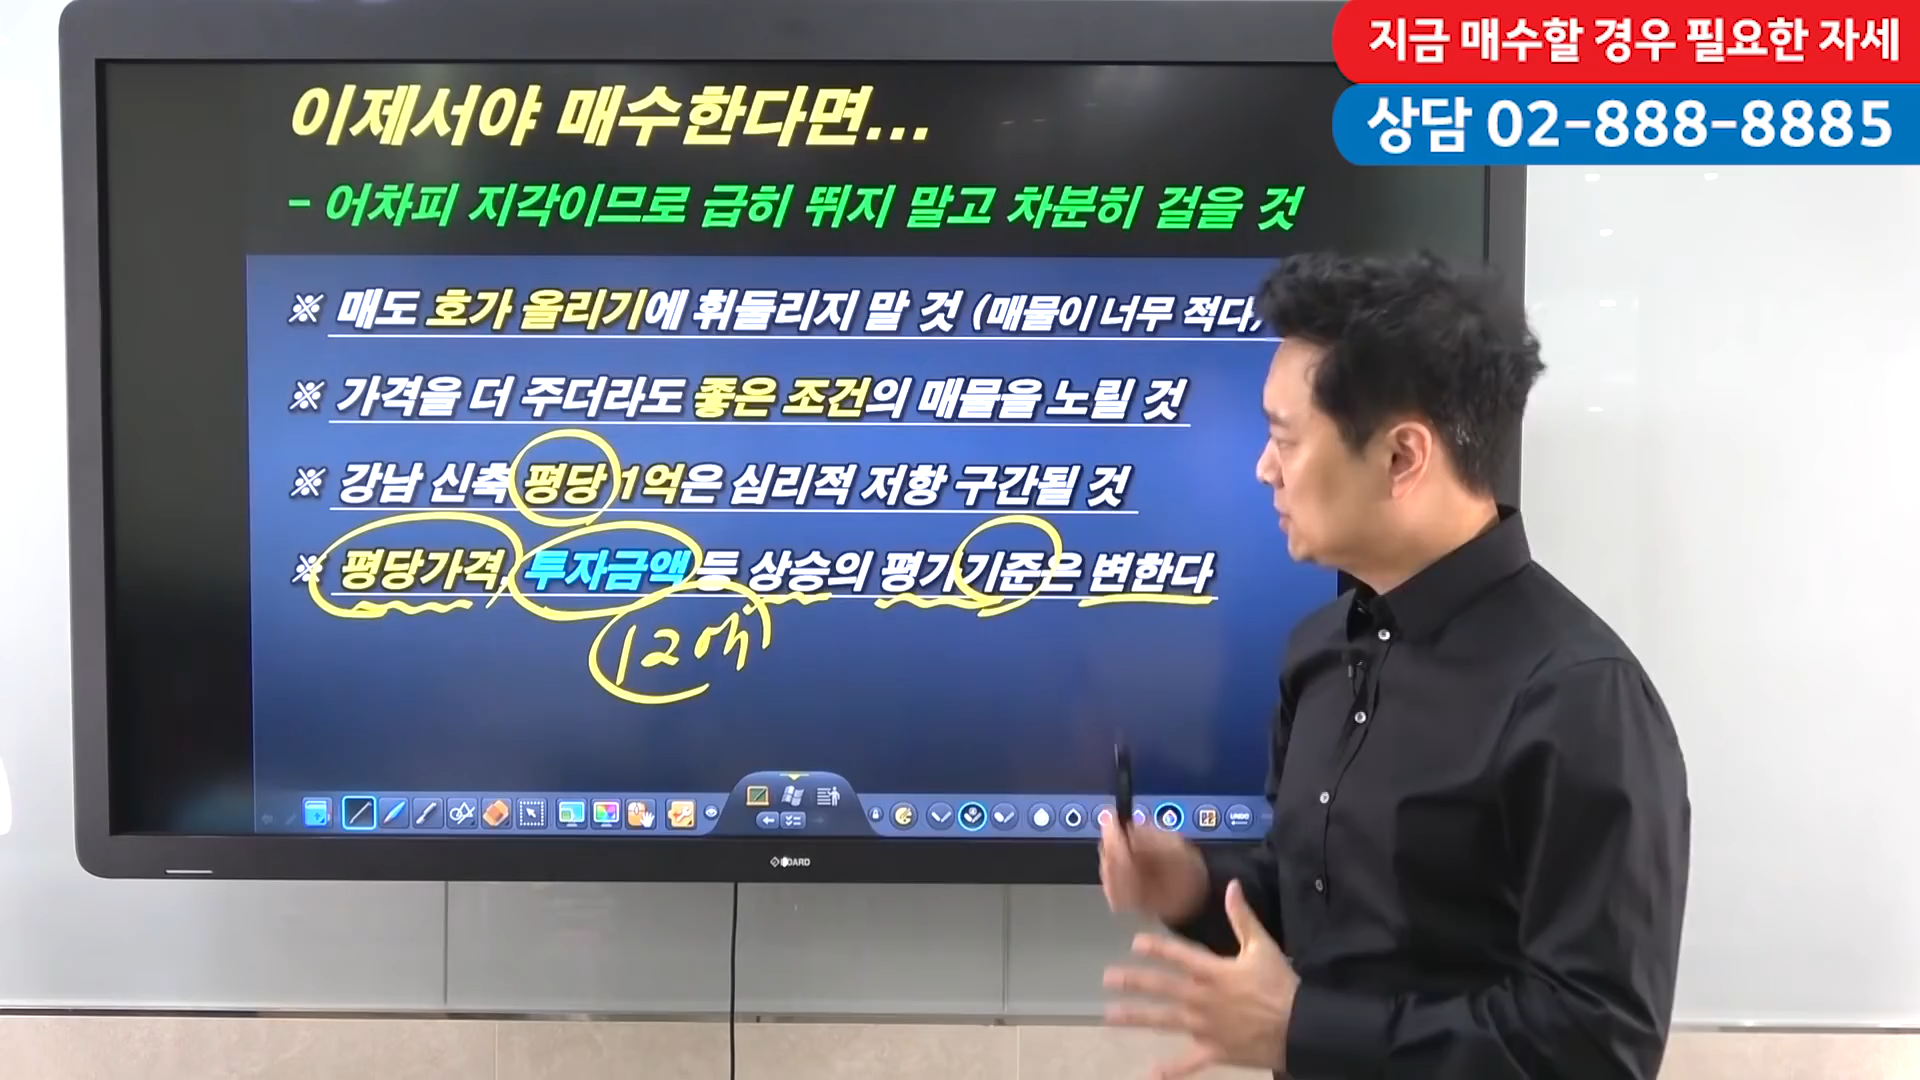 지금 매수할 경우 필요한 자세
상담 02-888-8885
이제서야 매수한다면...
- 어차피 지각이므로 급히 뛰지 말고 차분히 걸을 것
※ 매도 호가 올리기에 휘둘리지 말 것 (매물이 너무 적다)
※ 가격을 더 주더라도 좋은 조건의 매물을 노릴 것
※ 강남 신축 평당 1억은 심리적 저항 구간될 것
※ 평당가격, 투자금액 등 상승의 평가기준은 변한다
12억
UNDO